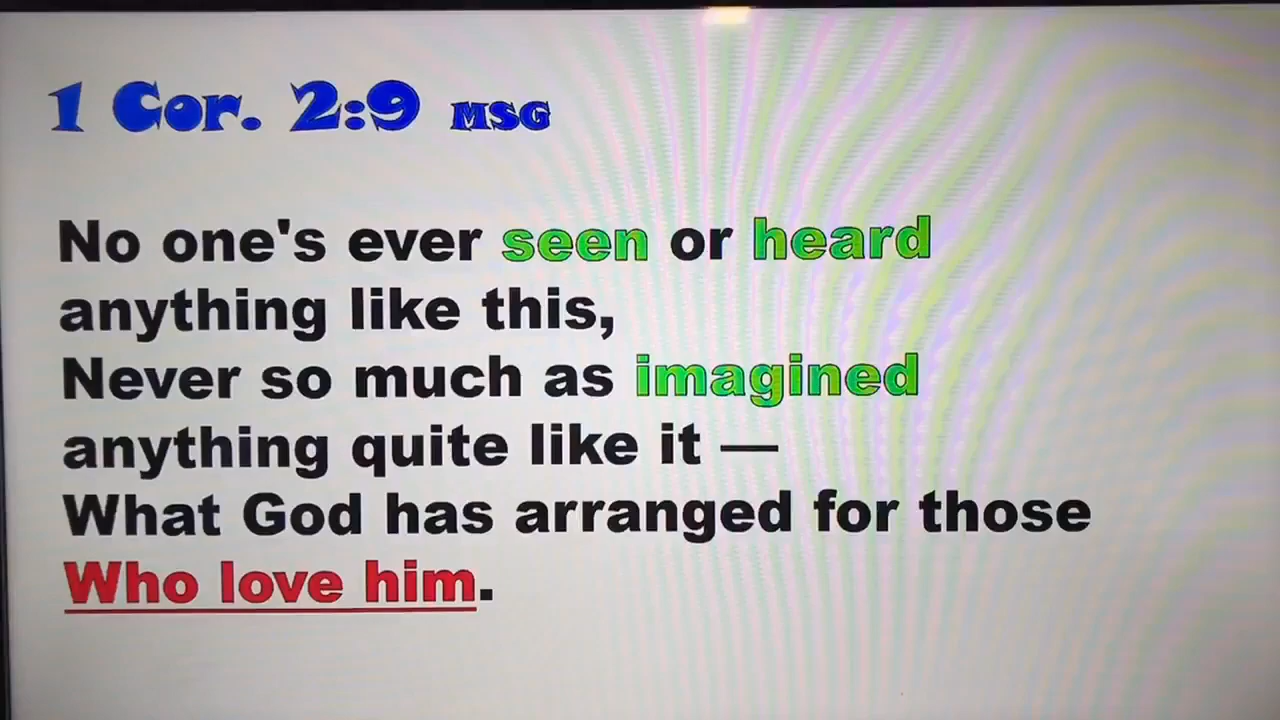 1 Cor. 2:9 MSG
No one's ever seen or heard
anything like this,
Never so much as imagined
anything quite like it —
What God has arranged for those
Who love him.